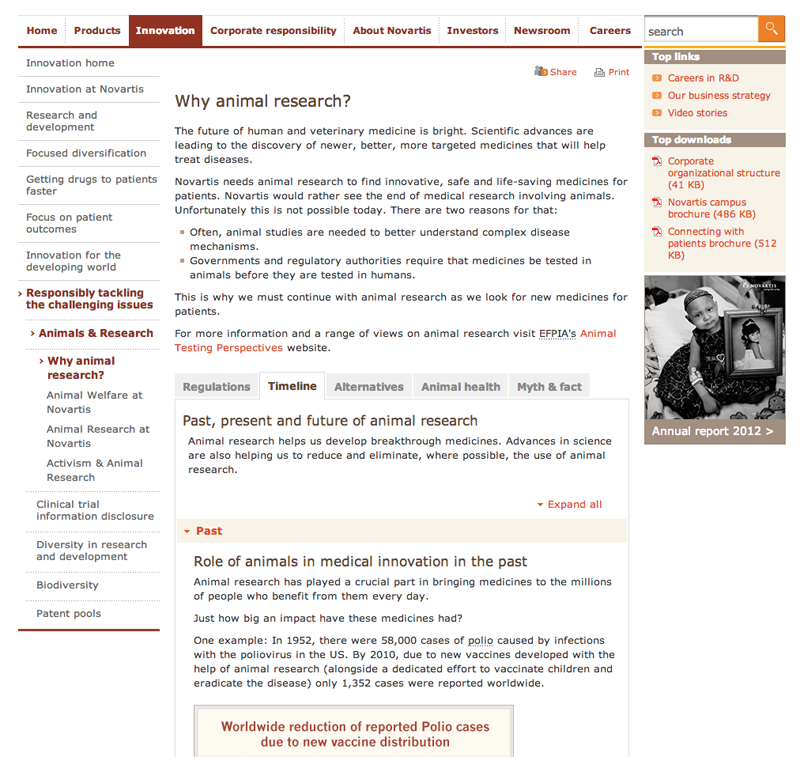 Home
Products
Innovation
Corporate responsibility
About Novartis
Investors
Newsroom
Careers
search
Innovation home
Innovation at Novartis
Research and
development
Focused diversification
Getting drugs to patients
faster
Focus on patient
outcomes
Innovation for the
developing world
Responsibly tackling
the challenging issues
Animals & Research
Why animal
research?
Animal Welfare at
Novartis
Animal Research at
Novartis
Activism & Animal
Research
Clinical trial
information disclosure
Diversity in research
and development
Biodiversity
Patent pools
Share
Print
Why animal research?
The future of human and veterinary medicine is bright. Scientific advances are
leading to the discovery of newer, better, more targeted medicines that will help
treat diseases.
Novartis needs animal research to find innovative, safe and life-saving medicines for
patients. Novartis would rather see the end of medical research involving animals.
Unfortunately this is not possible today. There are two reasons for that:
Often, animal studies are needed to better understand complex disease
mechanisms.
Governments and regulatory authorities require that medicines be tested in
animals before they are tested in humans.
This is why we must continue with animal research as we look for new medicines for
patients.
For more information and a range of views on animal research visit EFPIA's Animal
Testing Perspectives website.
Regulations
Timeline
Alternatives
Animal health
Myth & fact
Past, present and future of animal research
Animal research helps us develop breakthrough medicines. Advances in science
are also helping us to reduce and eliminate, where possible, the use of animal
research.
Expand all
Past
Role of animals in medical innovation in the past
Animal research has played a crucial part in bringing medicines to the millions
of people who benefit from them every day.
Just how big an impact have these medicines had?
One example: In 1952, there were 58,000 cases of polio caused by infections
with the poliovirus in the US. By 2010, due to new vaccines developed with the
help of animal research (alongside a dedicated effort to vaccinate children and
eradicate the disease) only 1,352 cases were reported worldwide.
Worldwide reduction of reported Polio cases
due to new vaccine distribution
Top links
Careers in R&D
Our business strategy
Video stories
Top downloads
Corporate
organizational structure
(41 KB)
Novartis campus
brochure (486 KB)
Connecting with
patients brochure (512
KB)
NOVARTIS
Annual report 2012 >